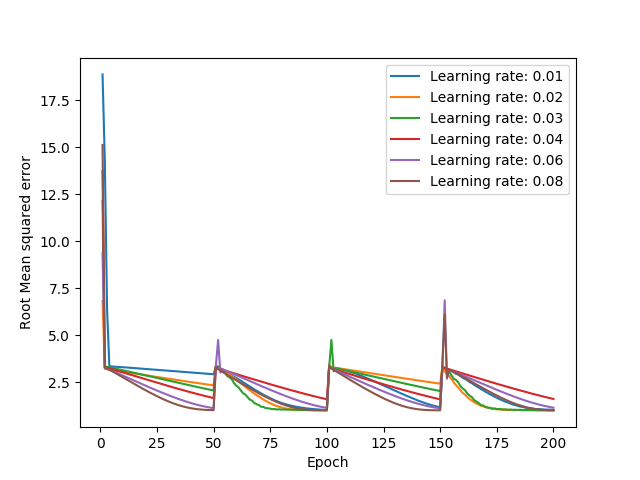 Root Mean squared error
17.5
15.0
12.5
10.0
7.5
5.0
2.5
Learning rate: 0.01
Learning rate: 0.02
Learning rate: 0.03
Learning rate: 0.04
Learning rate: 0.06
Learning rate: 0.08
0 25 50 75 100 125 150 175 200
Epoch